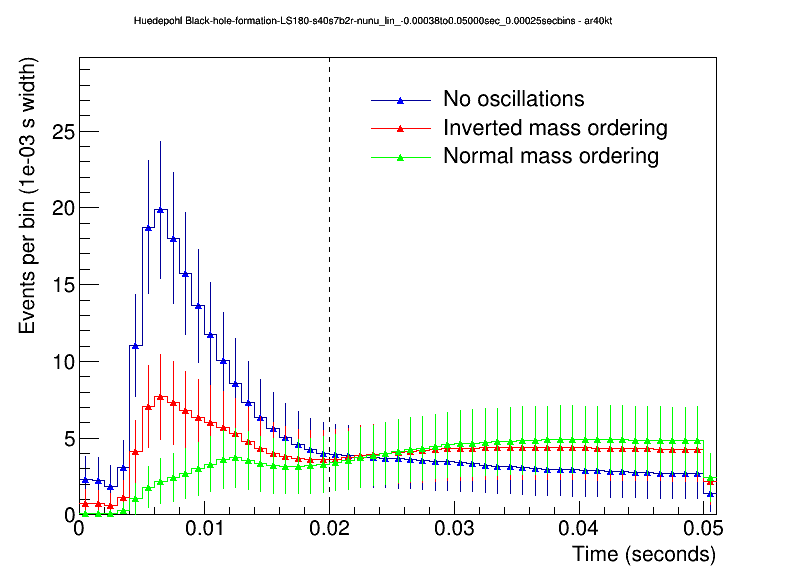 Huedepohl Black-hole-formation-LS180-s40s7b2r-nunu_lin_-0.00038to0.05000sec_0.00025secbins - ar40kt
Events per bin (1e-03 s width)
No oscillations
Inverted mass ordering
Normal mass ordering
25
20
15
10
5
0
0 0.01 0.02 0.03 0.04 0.05
Time (seconds)